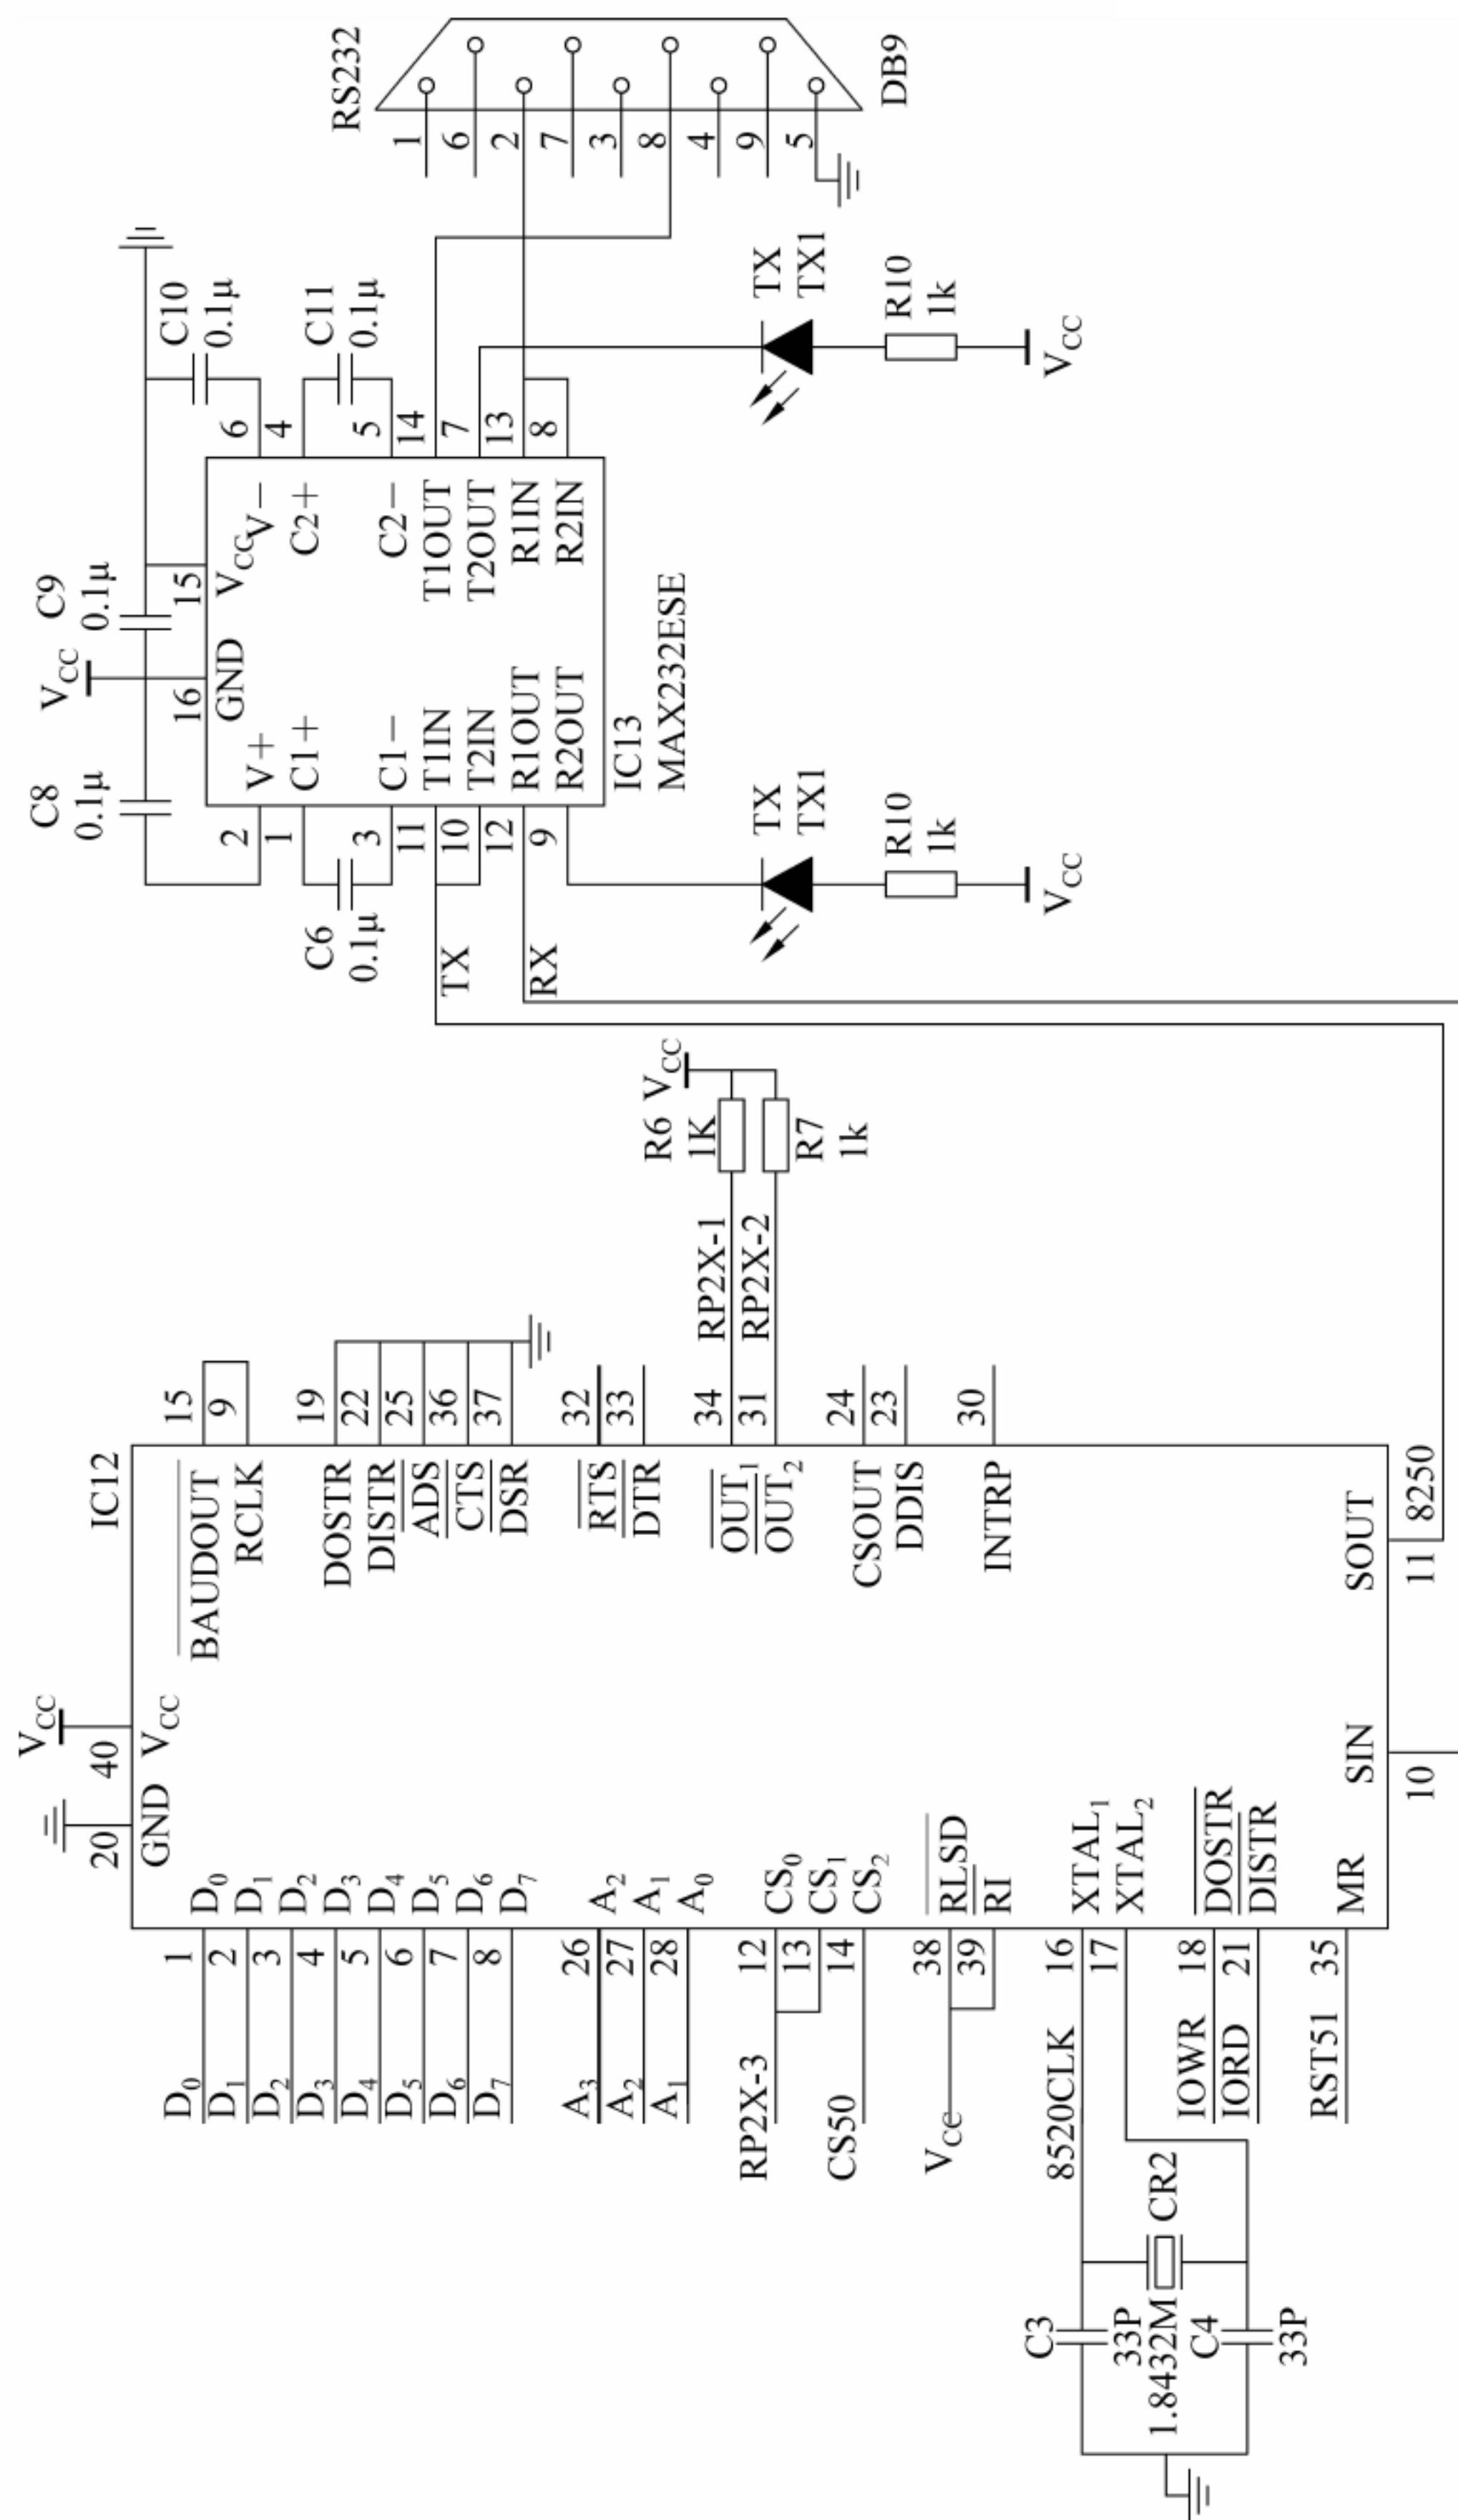 IC12
8250
GND
20
V_CC
40
V_CC
D₀ 1 D₀
D₁ 2 D₁
D₂ 3 D₂
D₃ 4 D₃
D₄ 5 D₄
D₅ 6 D₅
D₆ 7 D₆
D₇ 8 D₇
A₃ 26 A₂
A₂ 27 A₁
A₁ 28 A₀
RP2X-3 12 CS₀
13 CS₁
CS50 14 CS₂
V_CC 38 RLSD
39 RI
8520CLK 16 XTAL₁
17 XTAL₂
IOWR 18 DOSTR
IORD 21 DISTR
RST51 35 MR
C3
33P
1.8432M CR2
C4
33P
BAUDOUT 15
RCLK 9
DOSTR 19
DISTR 22
ADS 25
CTS 36
DSR 37
RTS 32
DTR 33
OUT₁ 34 RP2X-1
OUT₂ 31 RP2X-2
R6
1K
V_CC
R7
1k
CSOUT 24
DDIS 23
INTRP 30
SIN
10
SOUT
11
C8
0.1μ
V_CC
C9
0.1μ
16
GND
15
V_CC
2 V+
1 C1+
3 C1-
11 T1IN
10 T2IN
12 R1OUT
9 R2OUT
C6
0.1μ
TX
RX
V- 6
C2+ 4
C2- 5
T1OUT 14
T2OUT 7
R1IN 13
R2IN 8
C10
0.1μ
C11
0.1μ
IC13
MAX232ESE
TX
TX1
R10
1k
V_CC
TX
TX1
R10
1k
V_CC
RS232
1
6
2
7
3
8
4
9
5
DB9